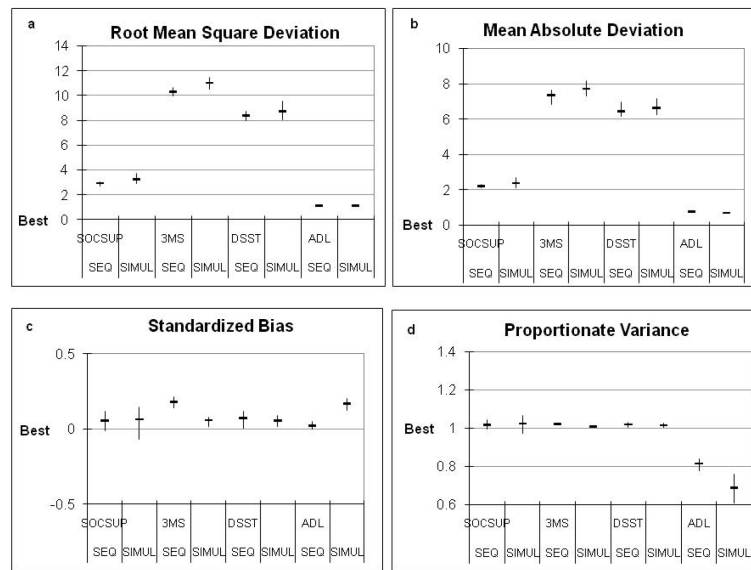 a
Root Mean Square Deviation
14
12
10
8
6
4
2
0
Best
SOCSUP 3MS DSST ADL
SEQ SIMUL SEQ SIMUL SEQ SIMUL SEQ SIMUL
b
Mean Absolute Deviation
10
8
6
4
2
0
Best
SOCSUP 3MS DSST ADL
SEQ SIMUL SEQ SIMUL SEQ SIMUL SEQ SIMUL
c
Standardized Bias
0.5
0
-0.5
Best
SOCSUP 3MS DSST ADL
SEQ SIMUL SEQ SIMUL SEQ SIMUL SEQ SIMUL
d
Proportionate Variance
1.4
1.2
1
0.8
0.6
Best
SOCSUP 3MS DSST ADL
SEQ SIMUL SEQ SIMUL SEQ SIMUL SEQ SIMUL